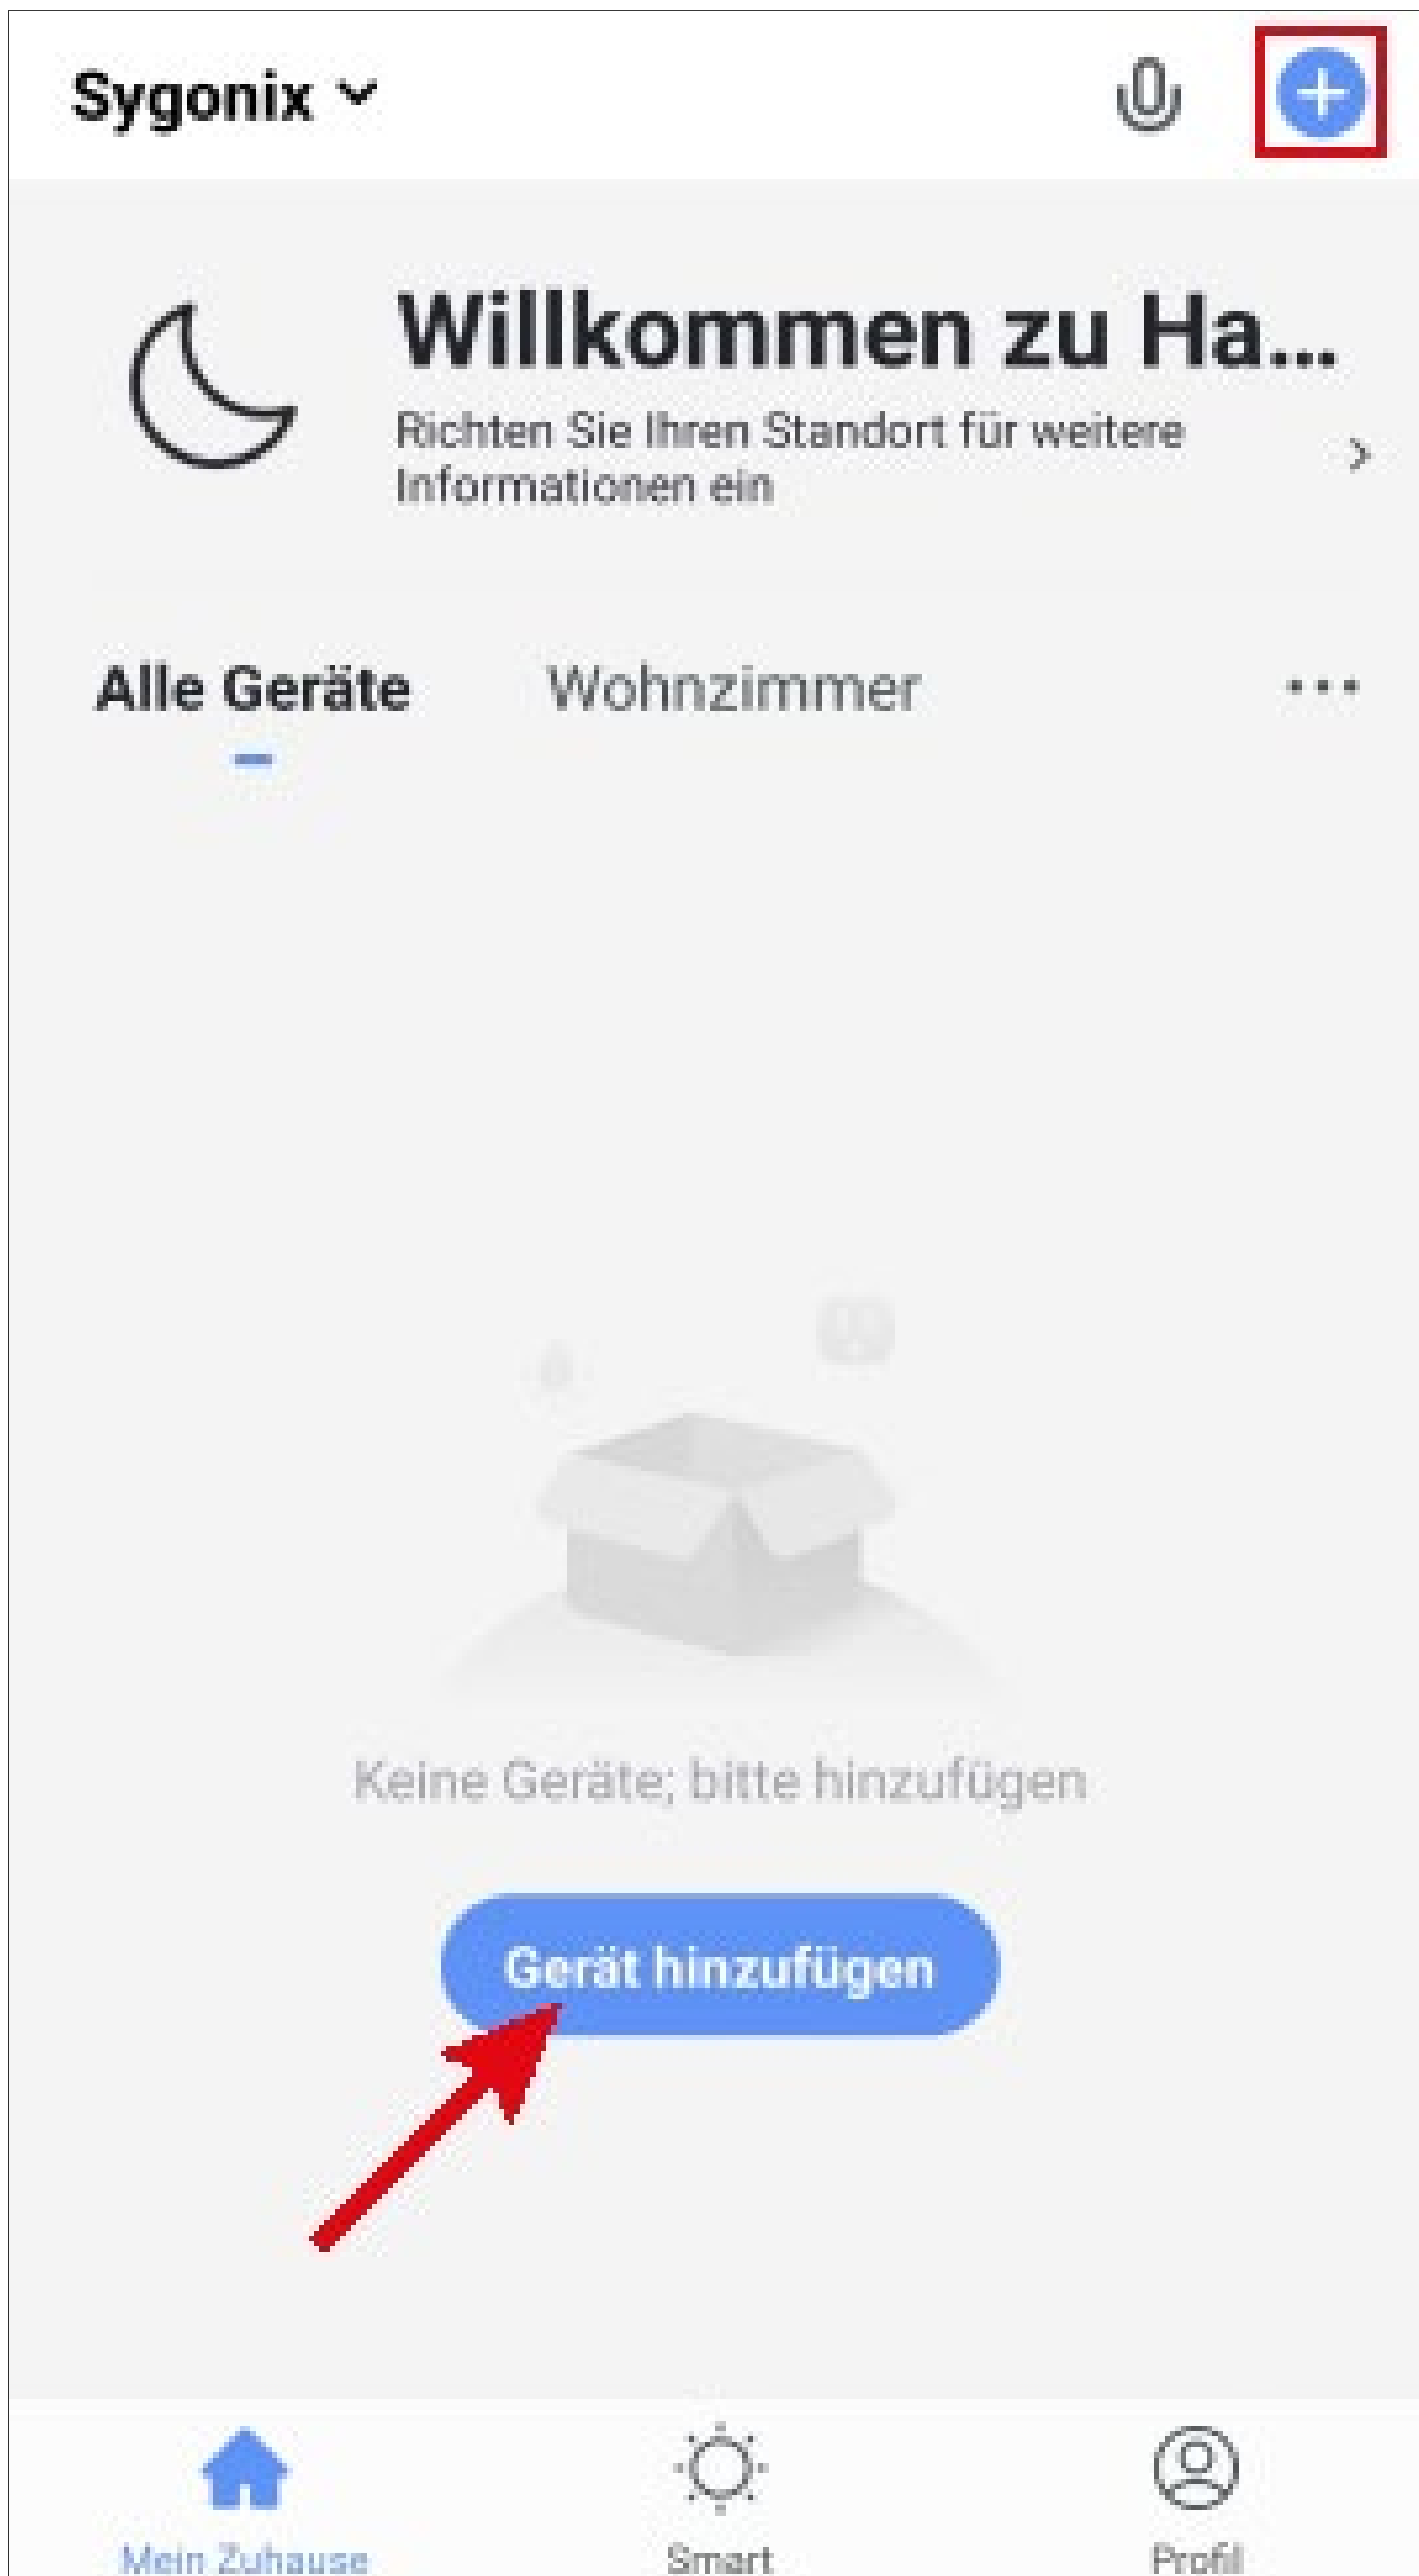 Sygonix
Willkommen zu Ha...
Richten Sie Ihren Standort für weitere
Informationen ein
Alle Geräte Wohnzimmer
Keine Geräte; bitte hinzufügen
Gerät hinzufügen
Mein Zuhause Smart Profil